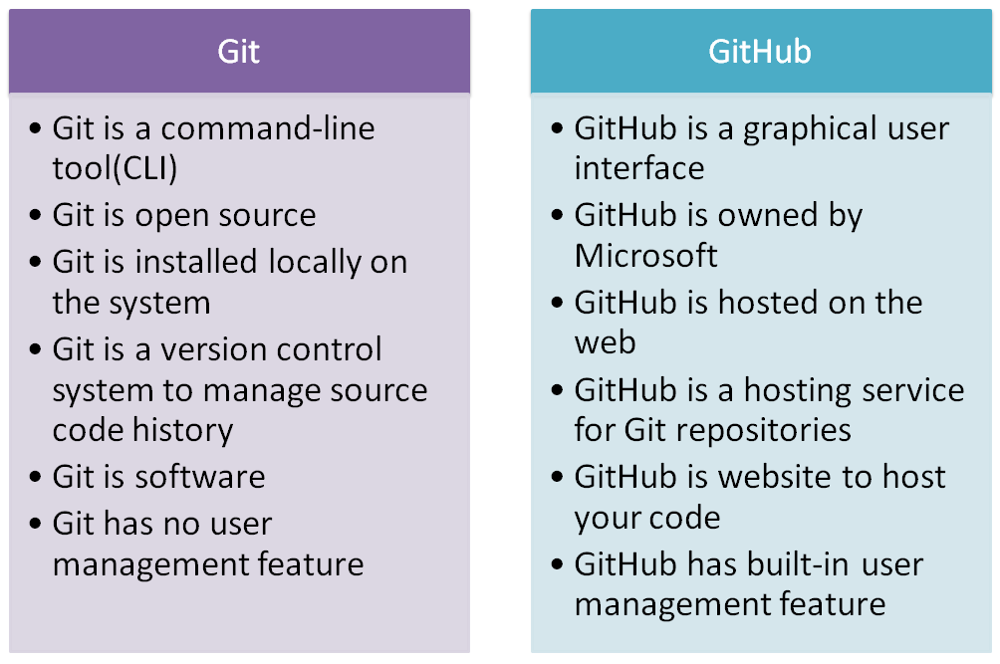 Git
• Git is a command-line
tool(CLI)
• Git is open source
• Git is installed locally on
the system
• Git is a version control
system to manage source
code history
• Git is software
• Git has no user
management feature
GitHub
• GitHub is a graphical user
interface
• GitHub is owned by
Microsoft
• GitHub is hosted on the
web
• GitHub is a hosting service
for Git repositories
• GitHub is website to host
your code
• GitHub has built-in user
management feature